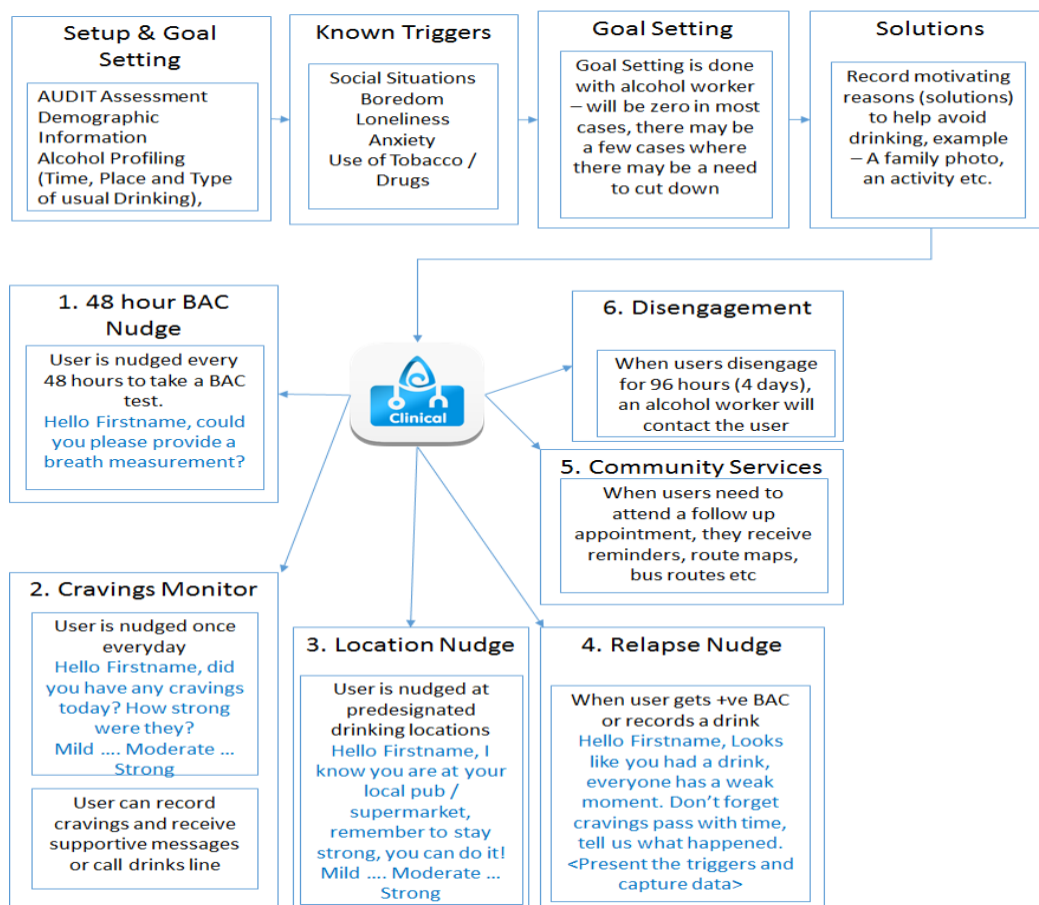 Setup & Goal
Setting
AUDIT Assessment
Demographic
Information
Alcohol Profiling
(Time, Place and Type
of usual Drinking),
Known Triggers
Social Situations
Boredom
Loneliness
Anxiety
Use of Tobacco /
Drugs
Goal Setting
Goal Setting is done
with alcohol worker
– will be zero in most
cases, there may be
a few cases where
there may be a need
to cut down
Solutions
Record motivating
reasons (solutions)
to help avoid
drinking, example
– A family photo,
an activity etc.
Clinical
1. 48 hour BAC
Nudge
User is nudged every
48 hours to take a BAC
test.
Hello Firstname, could
you please provide a
breath measurement?
2. Cravings Monitor
User is nudged once
everyday
Hello Firstname, did
you have any cravings
today? How strong
were they?
Mild .... Moderate ...
Strong
User can record
cravings and receive
supportive messages
or call drinks line
3. Location Nudge
User is nudged at
predesignated
drinking locations
Hello Firstname, I
know you are at your
local pub /
supermarket,
remember to stay
strong, you can do it!
Mild .... Moderate ...
Strong
4. Relapse Nudge
When user gets +ve BAC
or records a drink
Hello Firstname, Looks
like you had a drink,
everyone has a weak
moment. Don't forget
cravings pass with time,
tell us what happened.
<Present the triggers and
capture data>
5. Community Services
When users need to
attend a follow up
appointment, they receive
reminders, route maps,
bus routes etc
6. Disengagement
When users disengage
for 96 hours (4 days),
an alcohol worker will
contact the user